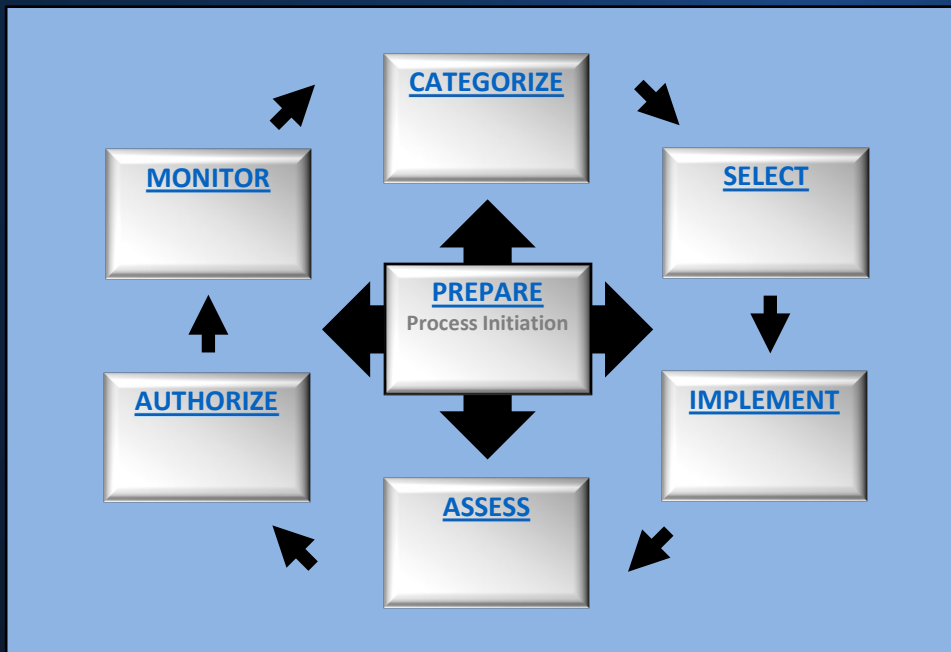 CATEGORIZE
MONITOR
SELECT
PREPARE
Process Initiation
AUTHORIZE
IMPLEMENT
ASSESS